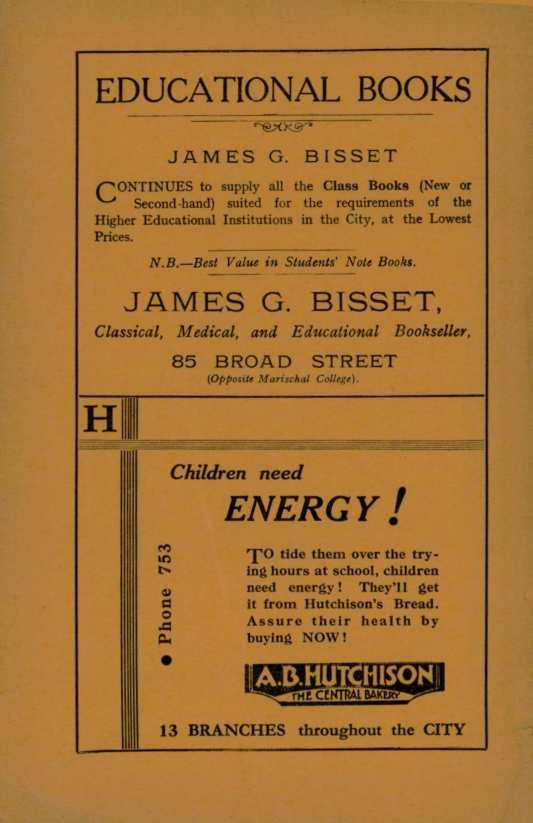 EDUCATIONAL BOOKS
JAMES G. BISSET
CONTINUES to supply all the Class Books (New or
Second-hand) suited for the requirements of the
Higher Educational Institutions in the City, at the Lowest
Prices.
N.B.—Best Value in Students' Note Books.
JAMES G. BISSET,
Classical, Medical, and Educational Bookseller,
85 BROAD STREET
(Opposite Marischal College).
H
Children need
ENERGY!
TO tide them over the try-
ing hours at school, children
need energy! They'll get
it from Hutchison's Bread.
Assure their health by
buying NOW!
● Phone 753
A.B. HUTCHISON
THE CENTRAL BAKERY
13 BRANCHES throughout the CITY